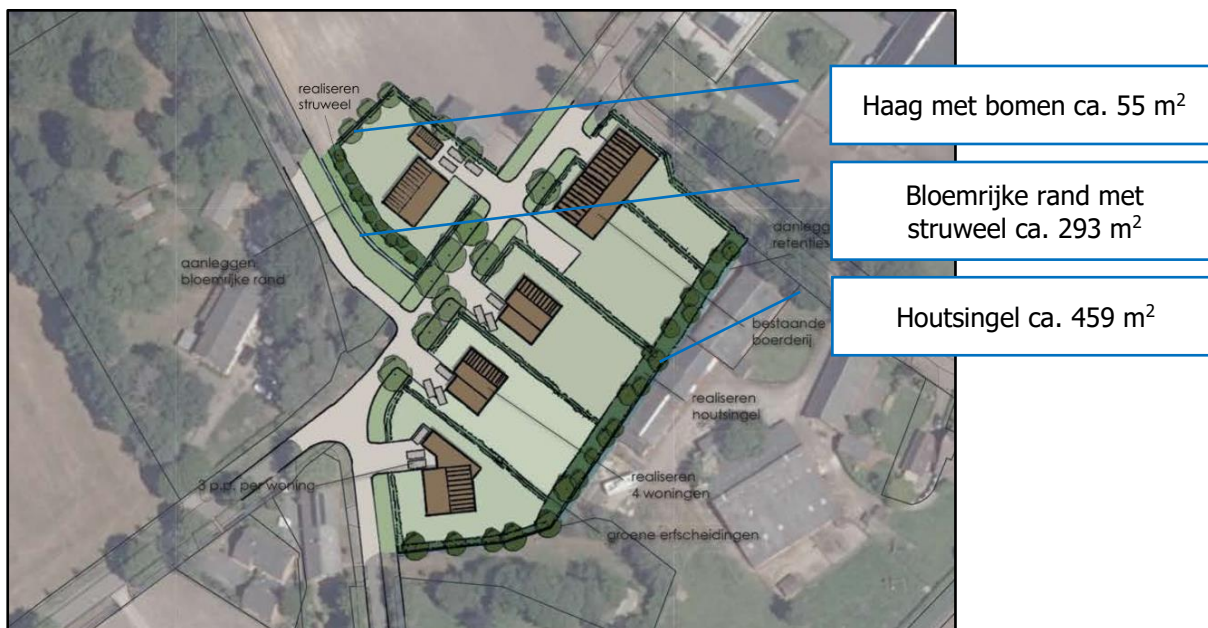 realiseren
struweel
Haag met bomen ca. 55 m²
Bloemrijke rand met
struweel ca. 293 m²
Houtsingel ca. 459 m²
aanleggen
bloemrijke rand
retenties
bestaande
boerderij
realiseren
houtsingel
3 p.p. per woning
realiseren
4 woningen
groene erfscheidingen